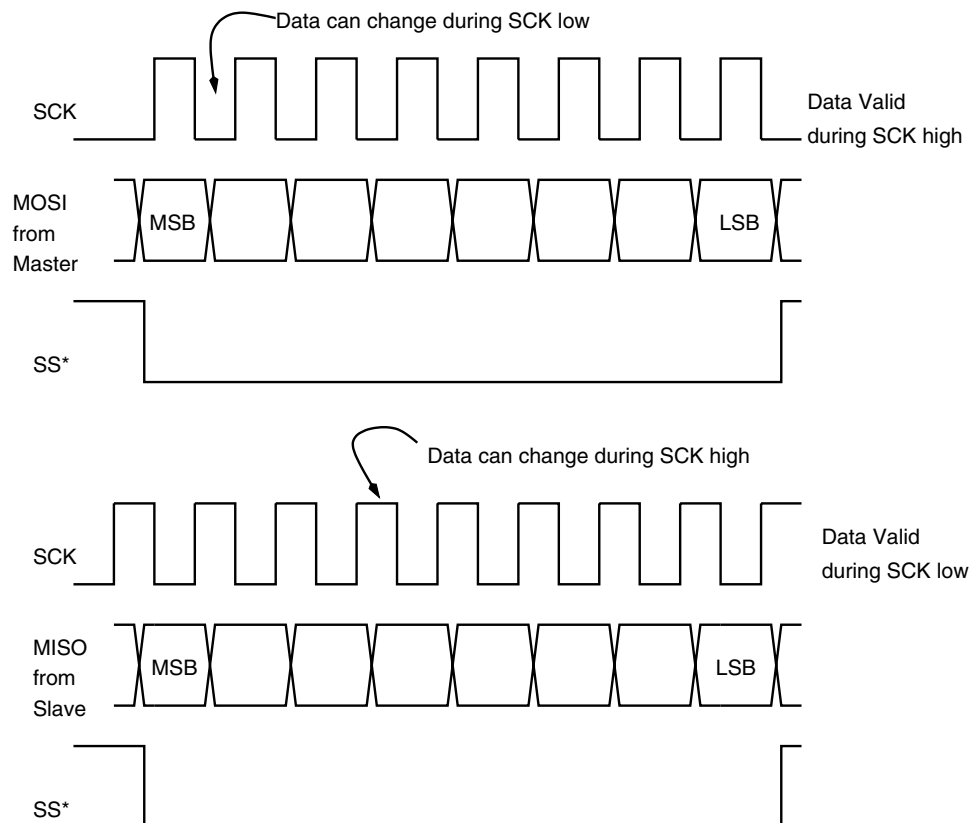 Data can change during SCK low
SCK
Data Valid
during SCK high
MOSI
from
Master
MSB
LSB
SS*
Data can change during SCK high
SCK
Data Valid
during SCK low
MISO
from
Slave
MSB
LSB
SS*